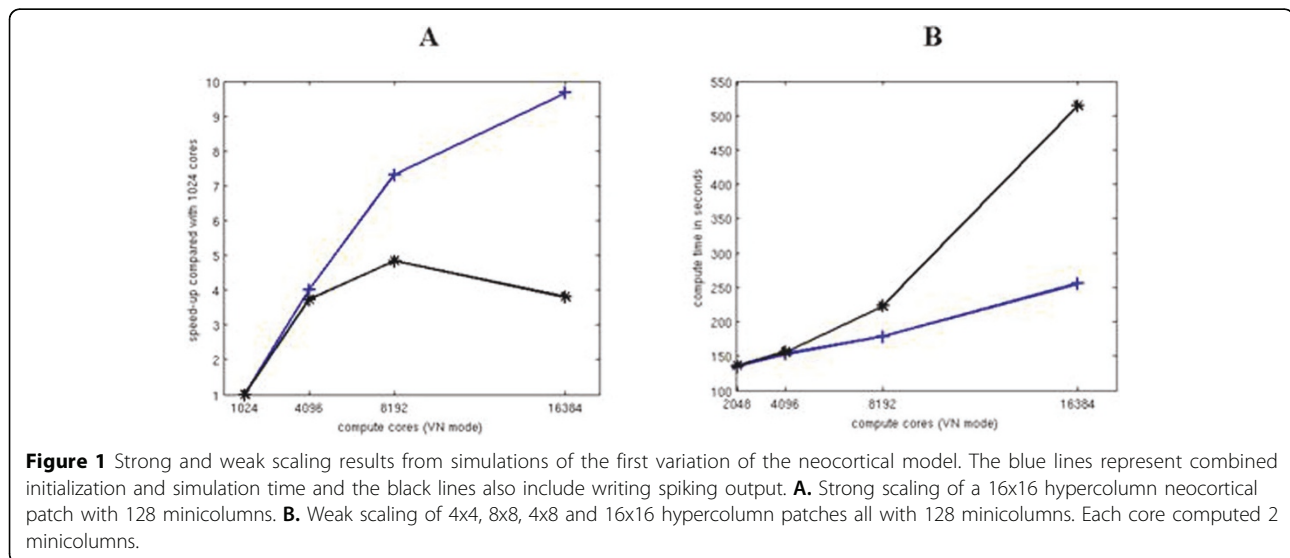 A
B
10
9
8
7
6
5
4
3
2
1
speed-up compared with 1024 cores
1024 4096 8192 16384
compute cores (VN mode)
550
500
450
400
350
300
250
200
150
100
compute time in seconds
2048 4096 8192 16384
compute cores (VN mode)
Figure 1 Strong and weak scaling results from simulations of the first variation of the neocortical model. The blue lines represent combined
initialization and simulation time and the black lines also include writing spiking output. A. Strong scaling of a 16x16 hypercolumn neocortical
patch with 128 minicolumns. B. Weak scaling of 4x4, 8x8, 4x8 and 16x16 hypercolumn patches all with 128 minicolumns. Each core computed 2
minicolumns.